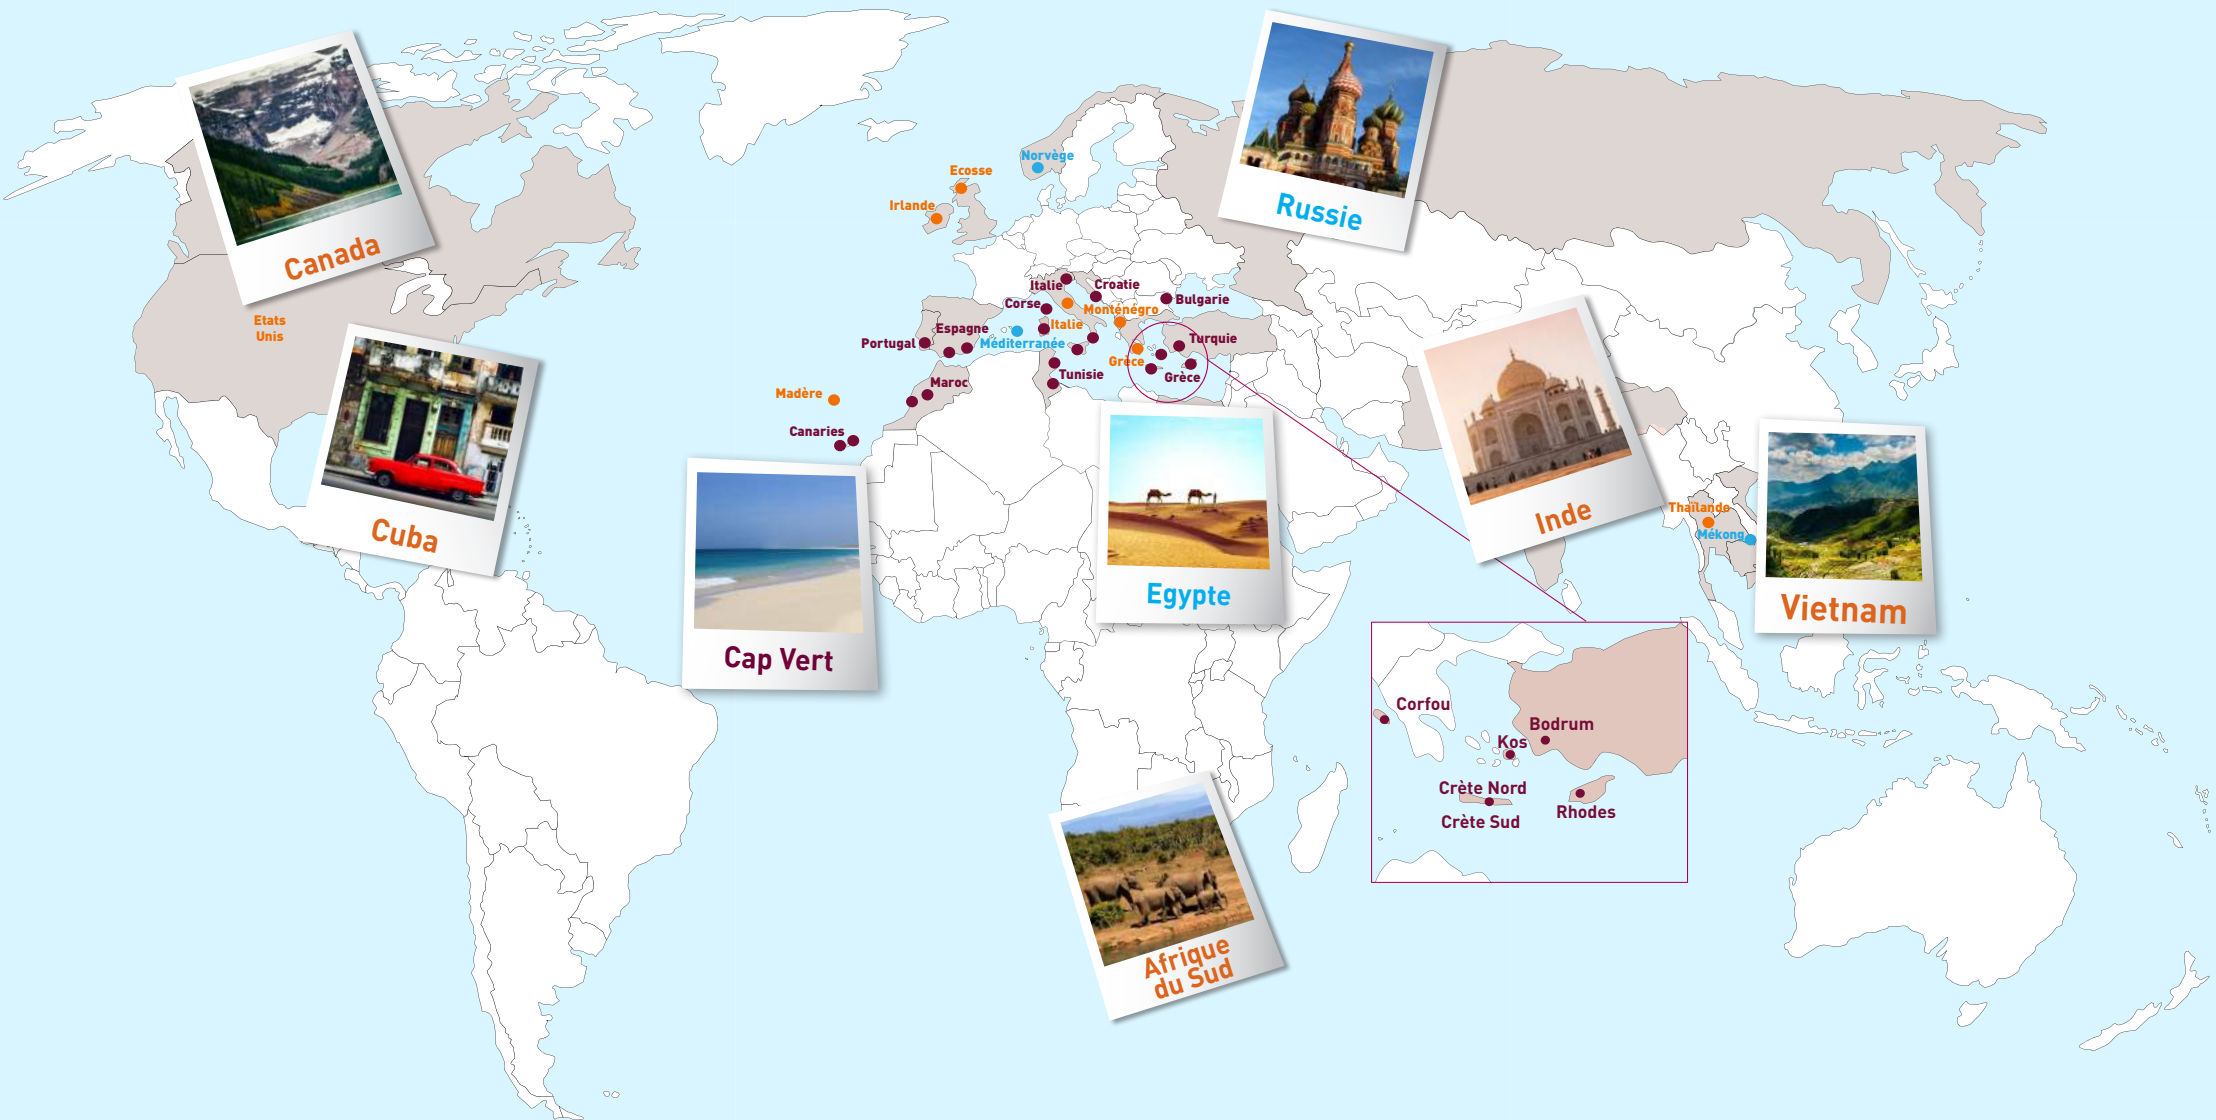 Canada
Etats
Unis
Cuba
Norvège
Ecosse
Irlande
Russie
Italie
Croatie
Corse
Bulgarie
Monténégro
Espagne
Italie
Portugal
Méditerranée
Turquie
Grèce
Tunisie
Grèce
Maroc
Madère
Canaries
Cap Vert
Egypte
Inde
Thaïlande
Mékong
Vietnam
Corfou
Bodrum
Kos
Crète Nord
Crète Sud
Rhodes
Afrique
du Sud